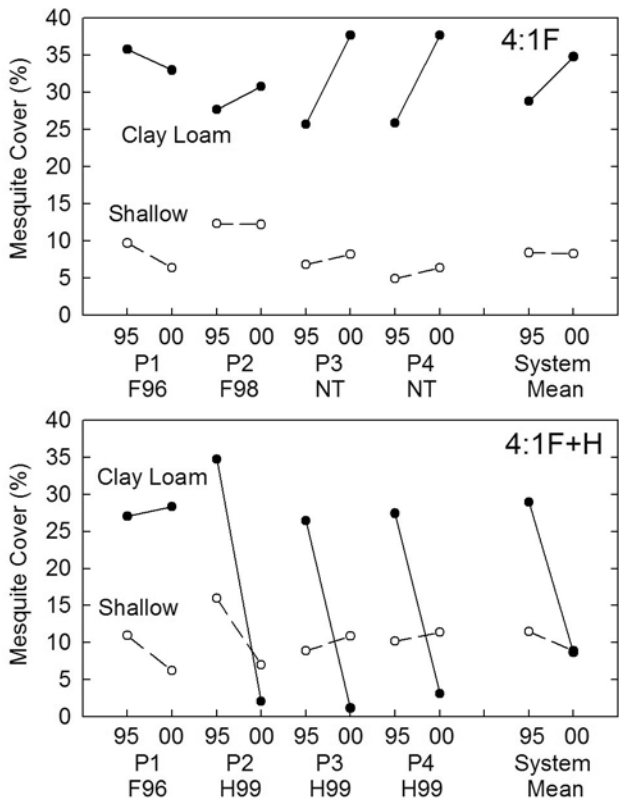 40
4:1F
35
30
25
Clay Loam
20
15
Shallow
10
5
0
Mesquite Cover (%)
95 00 95 00 95 00 95 00 95 00
P1 P2 P3 P4 System
F96 F98 NT NT Mean
40
4:1F+H
35
Clay Loam
30
25
20
15
Shallow
10
5
0
Mesquite Cover (%)
95 00 95 00 95 00 95 00 95 00
P1 P2 P3 P4 System
F96 H99 H99 H99 Mean